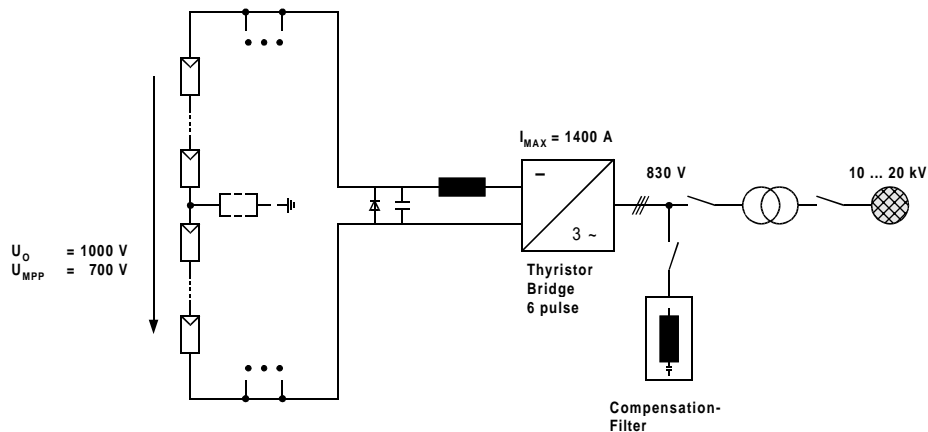 I_MAX = 1400 A
830 V
10 ... 20 kV
–
3 ~
U_O = 1000 V
U_MPP = 700 V
Thyristor
Bridge
6 pulse
Compensation-
Filter